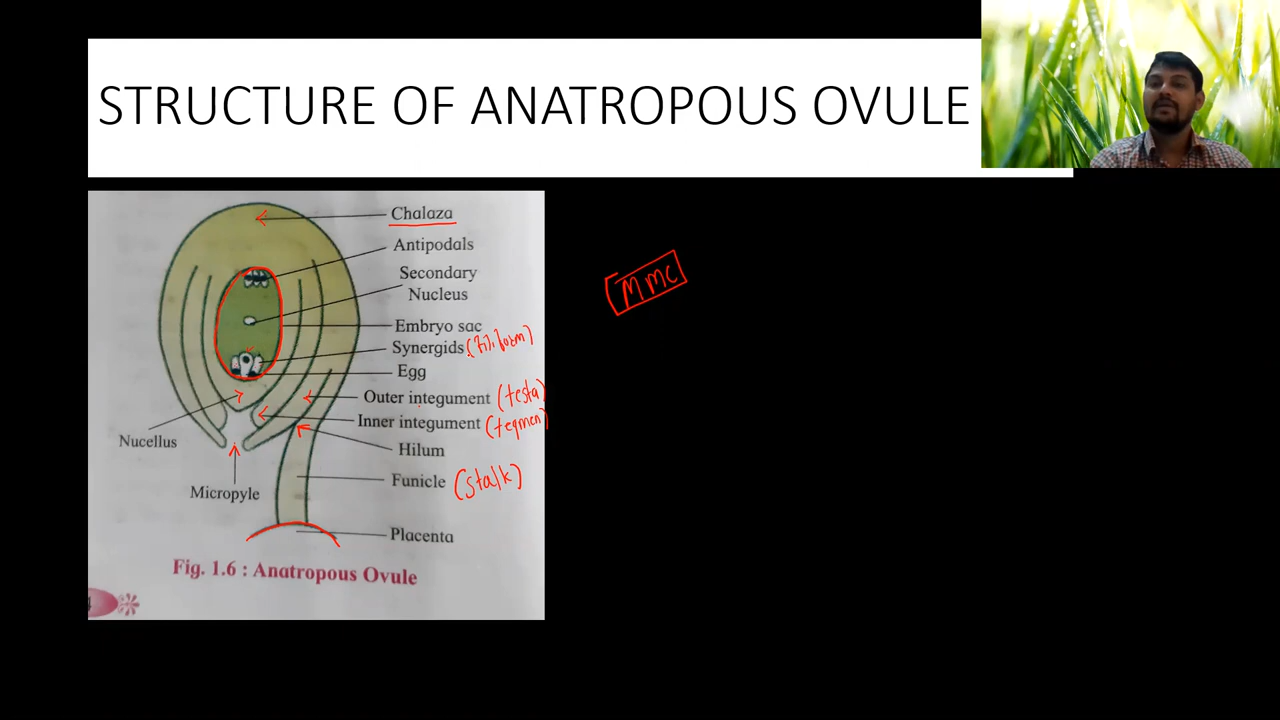 STRUCTURE OF ANATROPOUS OVULE
Chalaza
Antipodals
Secondary
Nucleus
Embryo sac
Synergids (filiform)
Egg
Outer integument (testa)
Inner integument (tegmen)
Nucellus
Hilum
Funicle (stalk)
Micropyle
Placenta
Fig. 1.6 : Anatropous Ovule
MMC